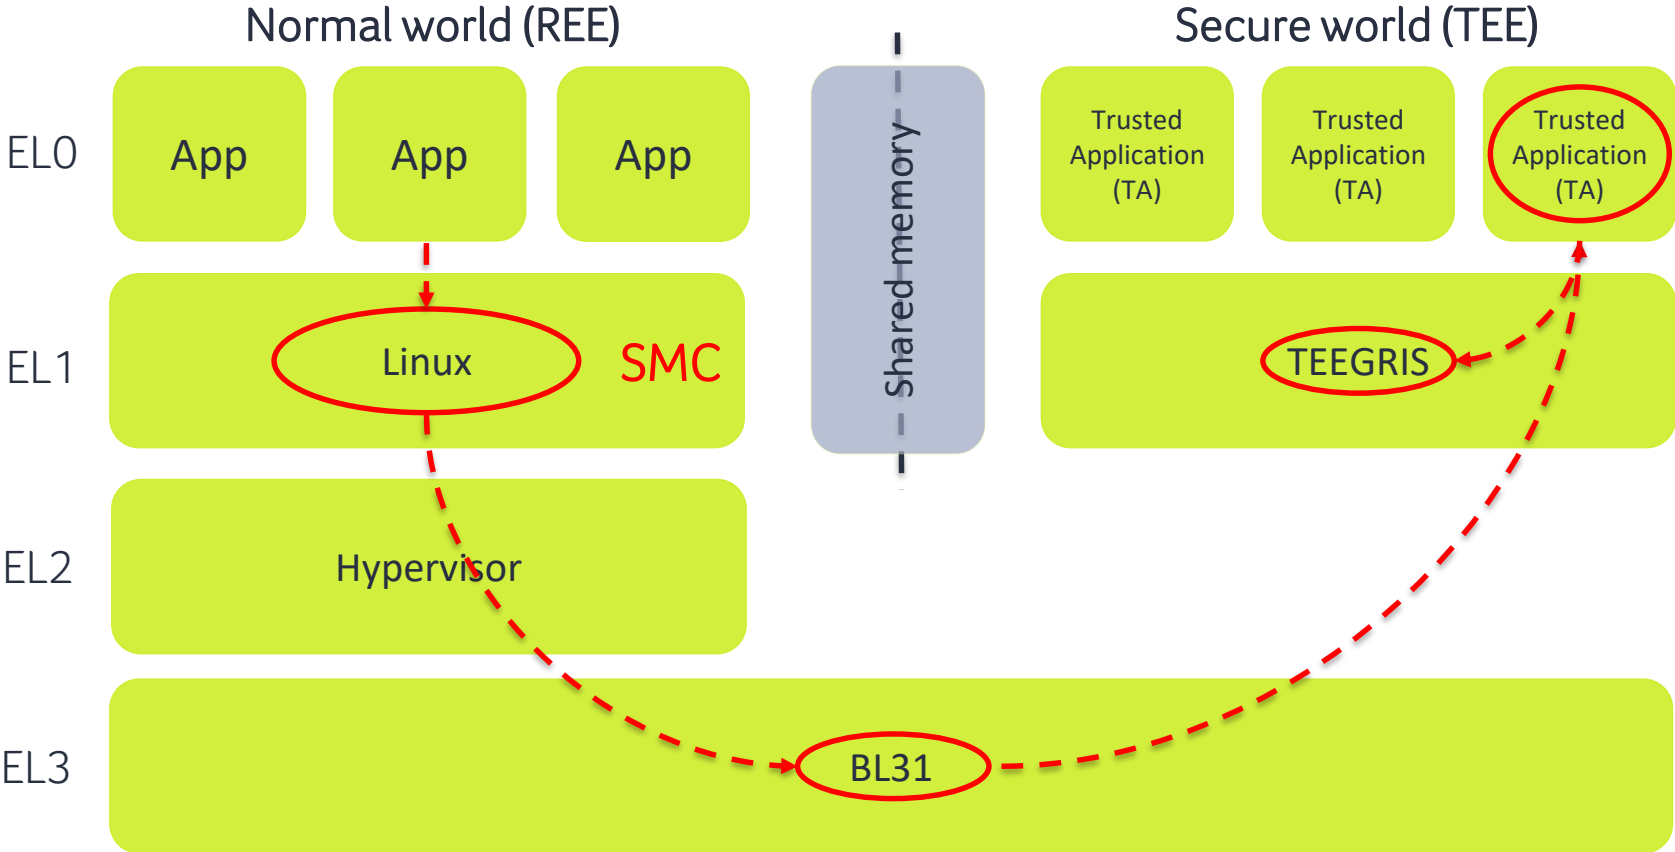 Normal world (REE)
Secure world (TEE)
EL0
App
App
App
Shared memory
Trusted
Application
(TA)
Trusted
Application
(TA)
Trusted
Application
(TA)
EL1
Linux
SMC
TEEGRIS
EL2
Hypervisor
EL3
BL31